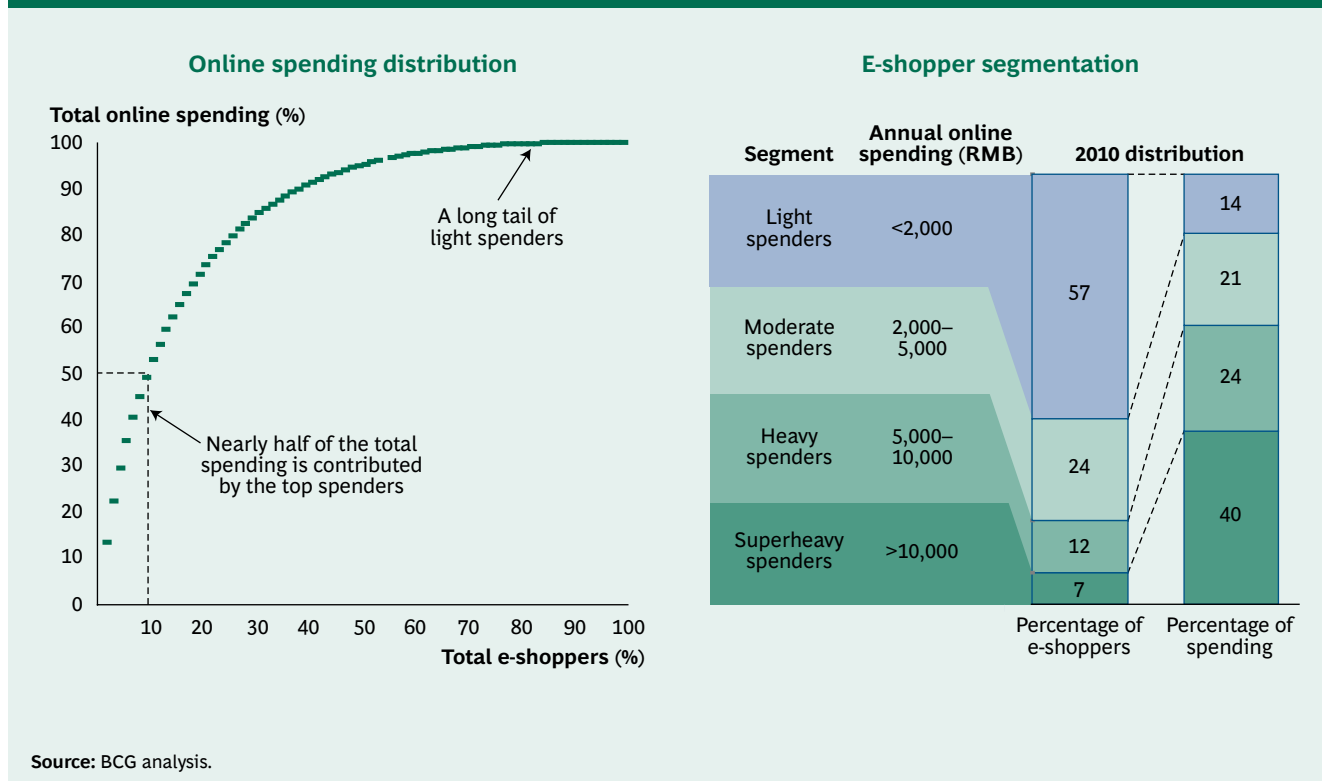 Online spending distribution
Total online spending (%)
100
90
80
70
60
50
40
30
20
10
0
10 20 30 40 50 60 70 80 90 100
Total e-shoppers (%)
A long tail of
light spenders
Nearly half of the total
spending is contributed
by the top spenders
E-shopper segmentation
Segment
Annual online
spending (RMB)
2010 distribution
Light
spenders
<2,000
Moderate
spenders
2,000–
5,000
Heavy
spenders
5,000–
10,000
Superheavy
spenders
>10,000
57
24
12
7
14
21
24
40
Percentage of
e-shoppers
Percentage of
spending
Source: BCG analysis.